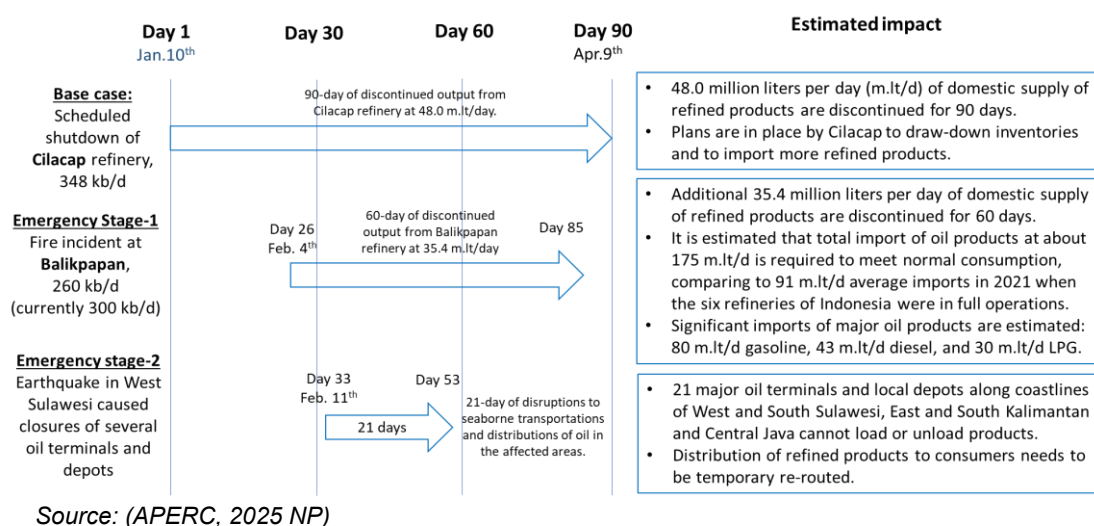 Day 1
Jan.10th
Day 30
Day 60
Day 90
Apr.9th
Estimated impact
Base case:
Scheduled
shutdown of
Cilacap refinery,
348 kb/d
90-day of discontinued output from
Cilacap refinery at 48.0 m.lt/day.
• 48.0 million liters per day (m.lt/d) of domestic supply of
refined products are discontinued for 90 days.
• Plans are in place by Cilacap to draw-down inventories
and to import more refined products.
Emergency Stage-1
Fire incident at
Balikpapan,
260 kb/d
(currently 300 kb/d)
Day 26
Feb. 4th
60-day of discontinued
output from Balikpapan
refinery at 35.4 m.lt/day
Day 85
• Additional 35.4 million liters per day of domestic supply
of refined products are discontinued for 60 days.
• It is estimated that total import of oil products at about
175 m.lt/d is required to meet normal consumption,
comparing to 91 m.lt/d average imports in 2021 when
the six refineries of Indonesia were in full operations.
• Significant imports of major oil products are estimated:
80 m.lt/d gasoline, 43 m.lt/d diesel, and 30 m.lt/d LPG.
Emergency stage-2
Earthquake in West
Sulawesi caused
closures of several
oil terminals and
depots
Day 33
Feb. 11th
21 days
Day 53
21-day of disruptions to
seaborne transportations
and distributions of oil in
the affected areas.
• 21 major oil terminals and local depots along coastlines
of West and South Sulawesi, East and South Kalimantan
and Central Java cannot load or unload products.
• Distribution of refined products to consumers needs to
be temporary re-routed.
Source: (APERC, 2025 NP)